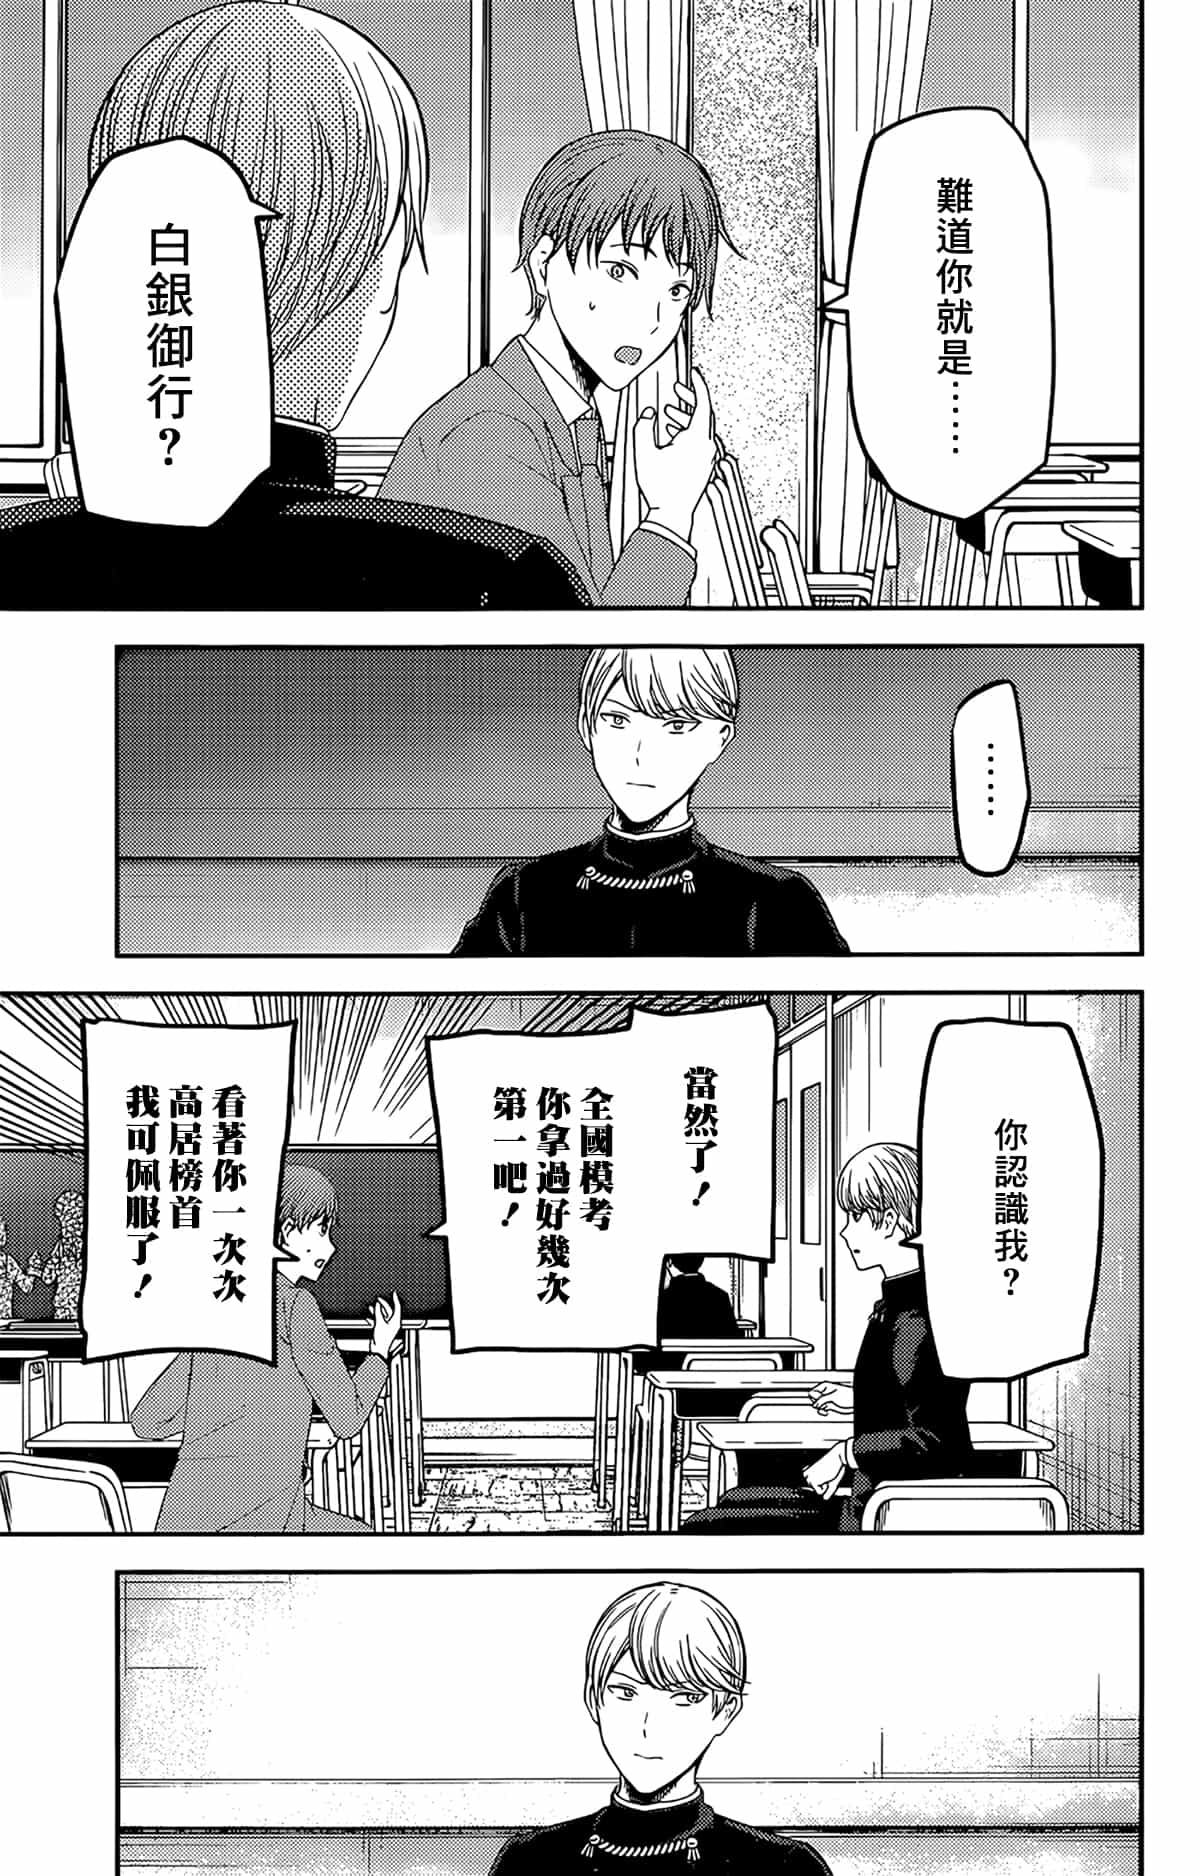 難道你就是……
白銀御行？
……
你認識我？
當然了！
全國模考
你拿過好幾次
第一吧！
看著你一次次
高居榜首
我可佩服了！